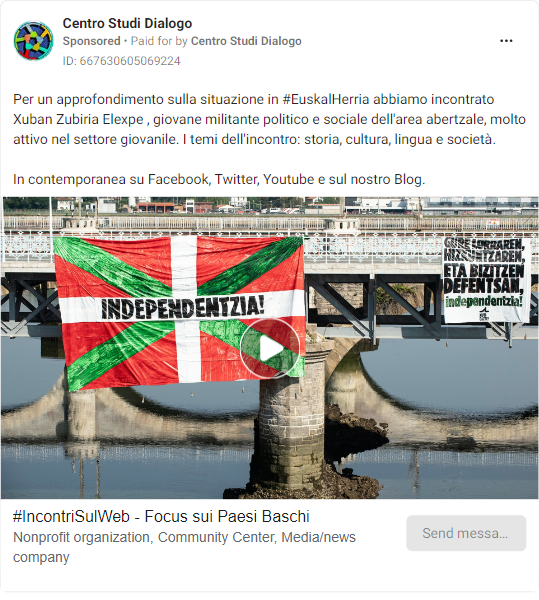 Centro Studi Dialogo
Sponsored • Paid for by Centro Studi Dialogo
ID: 667630605069224
Per un approfondimento sulla situazione in #EuskalHerria abbiamo incontrato
Xuban Zubiria Elexpe , giovane militante politico e sociale dell'area abertzale, molto
attivo nel settore giovanile. I temi dell'incontro: storia, cultura, lingua e società.
In contemporanea su Facebook, Twitter, Youtube e sul nostro Blog.
INDEPENDENTZIA!
ETA BIZITZEN
DEFENTSAN,
independentzia!
#IncontriSulWeb - Focus sui Paesi Baschi
Nonprofit organization, Community Center, Media/news
company
Send messa...